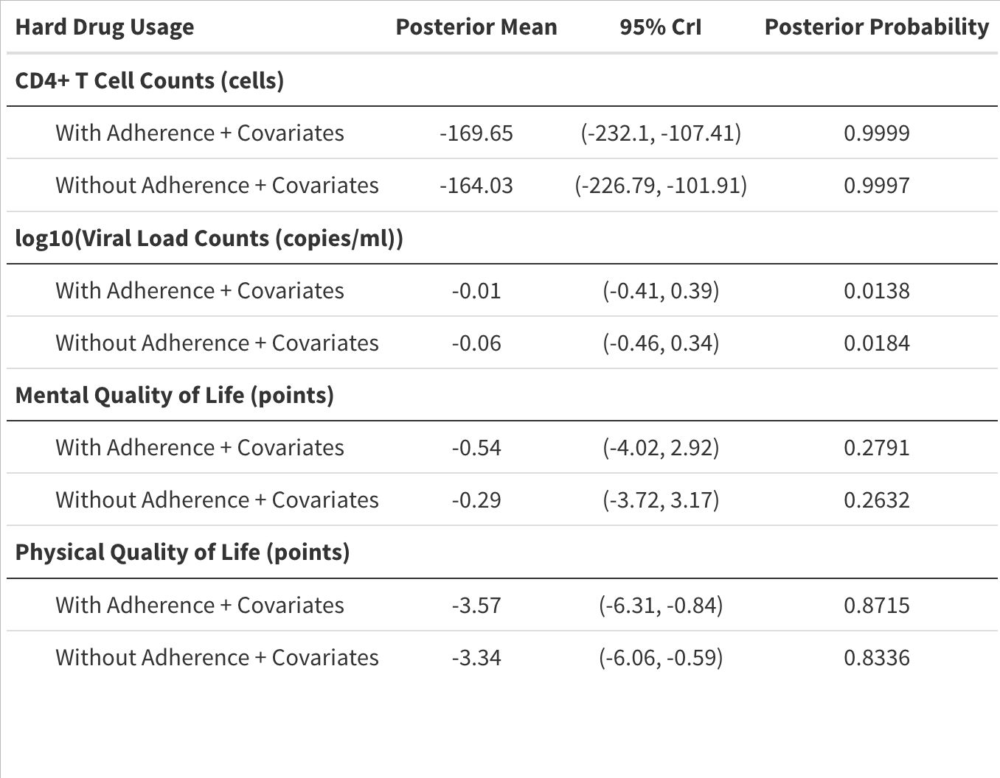 Hard Drug Usage Posterior Mean 95% CrI Posterior Probability
CD4+ T Cell Counts (cells)
With Adherence + Covariates -169.65 (-232.1, -107.41) 0.9999
Without Adherence + Covariates -164.03 (-226.79, -101.91) 0.9997
log10(Viral Load Counts (copies/ml))
With Adherence + Covariates -0.01 (-0.41, 0.39) 0.0138
Without Adherence + Covariates -0.06 (-0.46, 0.34) 0.0184
Mental Quality of Life (points)
With Adherence + Covariates -0.54 (-4.02, 2.92) 0.2791
Without Adherence + Covariates -0.29 (-3.72, 3.17) 0.2632
Physical Quality of Life (points)
With Adherence + Covariates -3.57 (-6.31, -0.84) 0.8715
Without Adherence + Covariates -3.34 (-6.06, -0.59) 0.8336